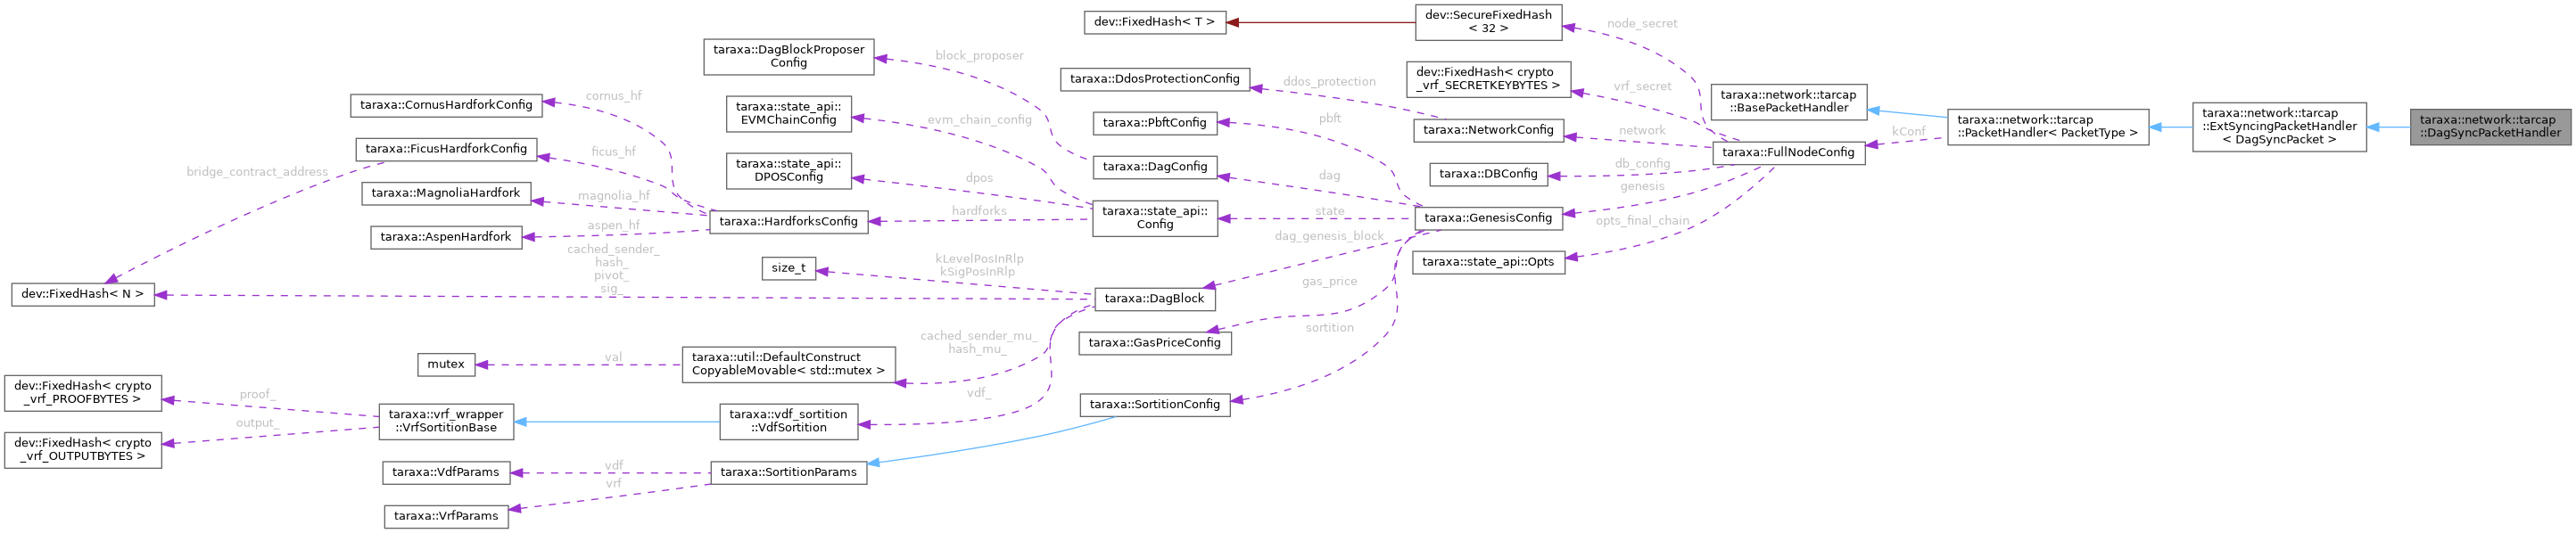 dev::FixedHash< T >
dev::SecureFixedHash
< 32 >
node_secret
taraxa::DagBlockProposer
Config
block_proposer
taraxa::DdosProtectionConfig
ddos_protection
dev::FixedHash< crypto
_vrf_SECRETKEYBYTES >
vrf_secret
taraxa::network::tarcap
::BasePacketHandler
taraxa::CornusHardforkConfig
cornus_hf
taraxa::state_api::
EVMChainConfig
evm_chain_config
taraxa::PbftConfig
pbft
taraxa::NetworkConfig
network
taraxa::network::tarcap
::PacketHandler< PacketType >
kConf
taraxa::network::tarcap
::ExtSyncingPacketHandler
< DagSyncPacket >
taraxa::network::tarcap
::DagSyncPacketHandler
taraxa::FicusHardforkConfig
ficus_hf
bridge_contract_address
taraxa::state_api::
DPOSConfig
dpos
taraxa::DagConfig
dag
taraxa::DBConfig
db_config
taraxa::FullNodeConfig
genesis
taraxa::MagnoliaHardfork
magnolia_hf
taraxa::HardforksConfig
hardforks
taraxa::state_api::
Config
state
taraxa::GenesisConfig
opts_final_chain
taraxa::AspenHardfork
aspen_hf
dag_genesis_block
taraxa::state_api::Opts
cached_sender_
hash_
pivot_
sig_
size_t
kLevelPosInRlp
kSigPosInRlp
gas_price
dev::FixedHash< N >
taraxa::DagBlock
sortition
cached_sender_mu_
hash_mu_
taraxa::GasPriceConfig
mutex
val
taraxa::util::DefaultConstruct
CopyableMovable< std::mutex >
dev::FixedHash< crypto
_vrf_PROOFBYTES >
proof_
vdf_
taraxa::SortitionConfig
taraxa::vrf_wrapper
::VrfSortitionBase
taraxa::vdf_sortition
::VdfSortition
output_
dev::FixedHash< crypto
_vrf_OUTPUTBYTES >
taraxa::VdfParams
vdf
taraxa::SortitionParams
vrf
taraxa::VrfParams